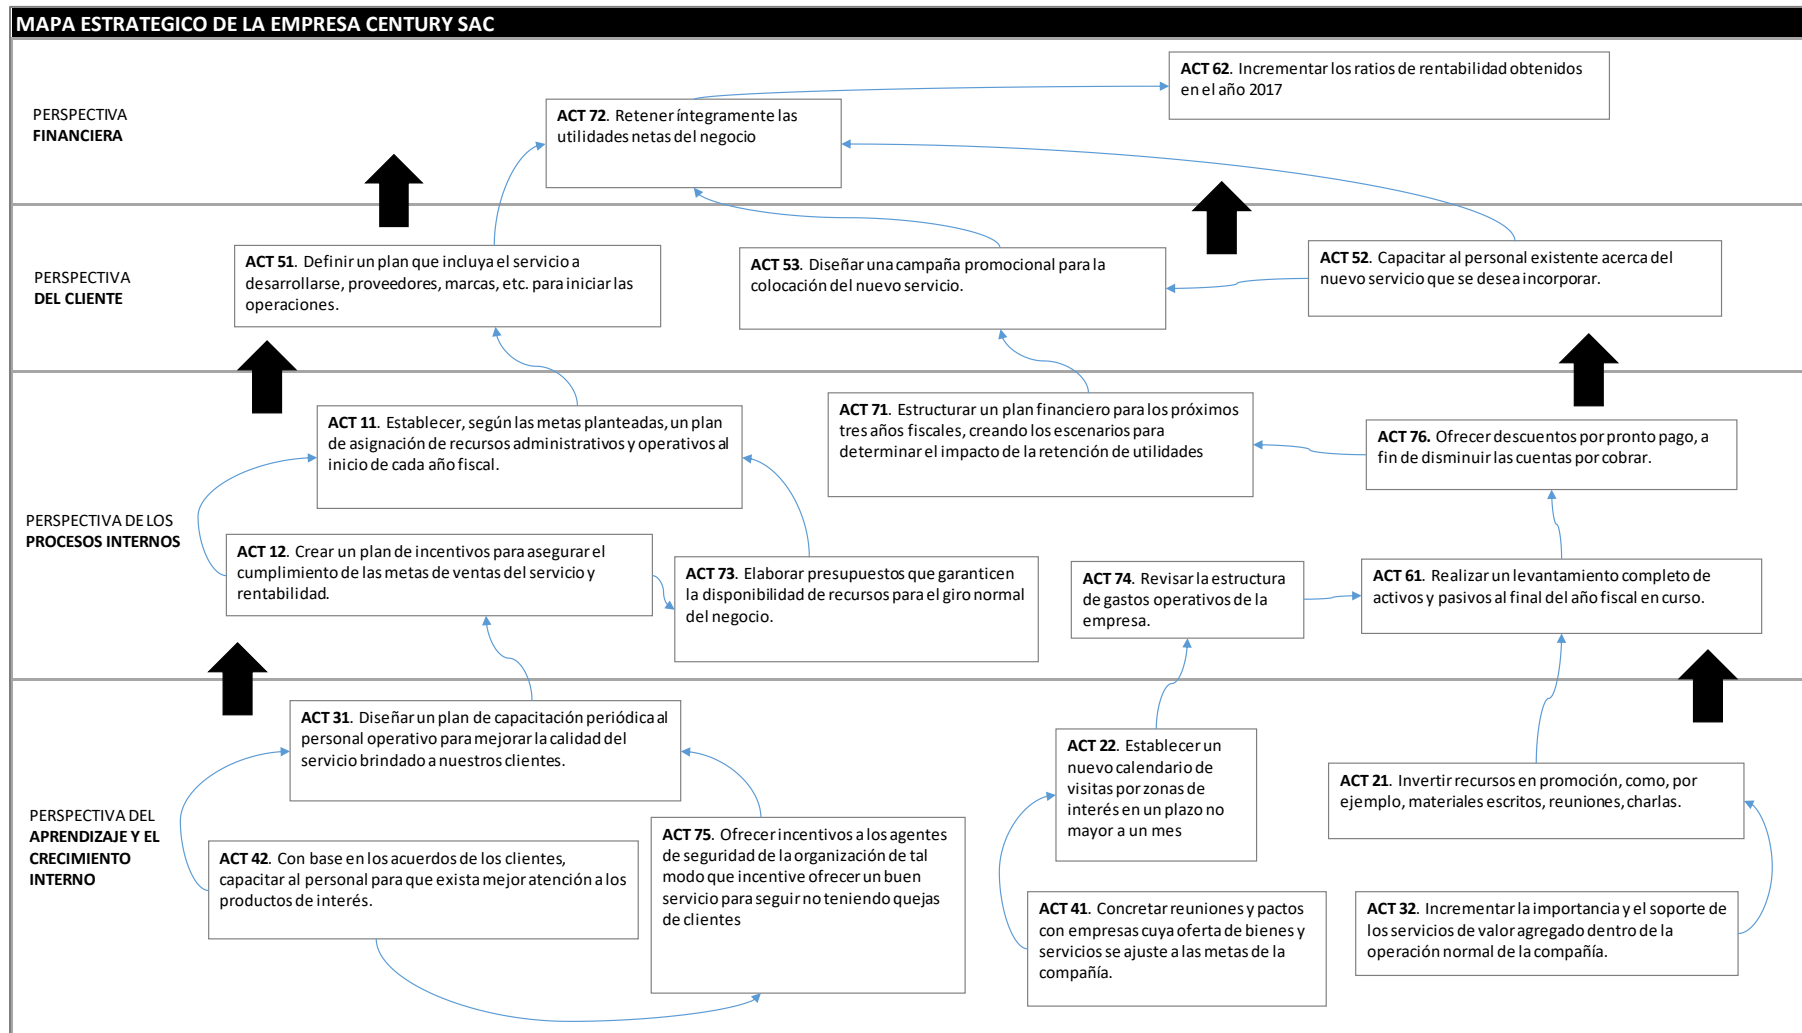 MAPA ESTRATEGICO DE LA EMPRESA CENTURY SAC
PERSPECTIVA
FINANCIERA
ACT 72. Retener íntegramente las
utilidades netas del negocio
ACT 62. Incrementar los ratios de rentabilidad obtenidos
en el año 2017
PERSPECTIVA
DEL CLIENTE
ACT 51. Definir un plan que incluya el servicio a
desarrollarse, proveedores, marcas, etc. para iniciar las
operaciones.
ACT 53. Diseñar una campaña promocional para la
colocación del nuevo servicio.
ACT 52. Capacitar al personal existente acerca del
nuevo servicio que se desea incorporar.
PERSPECTIVA DE LOS
PROCESOS INTERNOS
ACT 11. Establecer, según las metas planteadas, un plan
de asignación de recursos administrativos y operativos al
inicio de cada año fiscal.
ACT 71. Estructurar un plan financiero para los próximos
tres años fiscales, creando los escenarios para
determinar el impacto de la retención de utilidades
ACT 76. Ofrecer descuentos por pronto pago, a
fin de disminuir las cuentas por cobrar.
ACT 12. Crear un plan de incentivos para asegurar el
cumplimiento de las metas de ventas del servicio y
rentabilidad.
ACT 73. Elaborar presupuestos que garanticen
la disponibilidad de recursos para el giro normal
del negocio.
ACT 74. Revisar la estructura
de gastos operativos de la
empresa.
ACT 61. Realizar un levantamiento completo de
activos y pasivos al final del año fiscal en curso.
PERSPECTIVA DEL
APRENDIZAJE Y EL
CRECIMIENTO
INTERNO
ACT 31. Diseñar un plan de capacitación periódica al
personal operativo para mejorar la calidad del
servicio brindado a nuestros clientes.
ACT 42. Con base en los acuerdos de los clientes,
capacitar al personal para que exista mejor atención a los
productos de interés.
ACT 75. Ofrecer incentivos a los agentes
de seguridad de la organización de tal
modo que incentive ofrecer un buen
servicio para seguir no teniendo quejas
de clientes
ACT 22. Establecer un
nuevo calendario de
visitas por zonas de
interés en un plazo no
mayor a un mes
ACT 21. Invertir recursos en promoción, como, por
ejemplo, materiales escritos, reuniones, charlas.
ACT 41. Concretar reuniones y pactos
con empresas cuya oferta de bienes y
servicios se ajuste a las metas de la
compañía.
ACT 32. Incrementar la importancia y el soporte de
los servicios de valor agregado dentro de la
operación normal de la compañía.